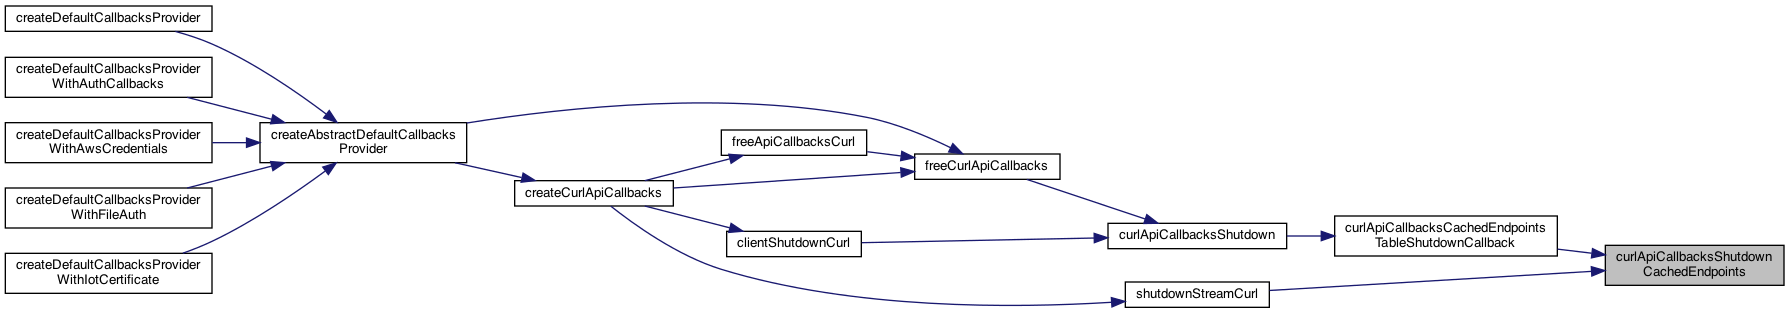 createDefaultCallbacksProvider
createDefaultCallbacksProvider
WithAuthCallbacks
createDefaultCallbacksProvider
WithAwsCredentials
createDefaultCallbacksProvider
WithFileAuth
createDefaultCallbacksProvider
WithIotCertificate
createAbstractDefaultCallbacks
Provider
createCurlApiCallbacks
freeApiCallbacksCurl
clientShutdownCurl
freeCurlApiCallbacks
curlApiCallbacksShutdown
shutdownStreamCurl
curlApiCallbacksCachedEndpoints
TableShutdownCallback
curlApiCallbacksShutdown
CachedEndpoints